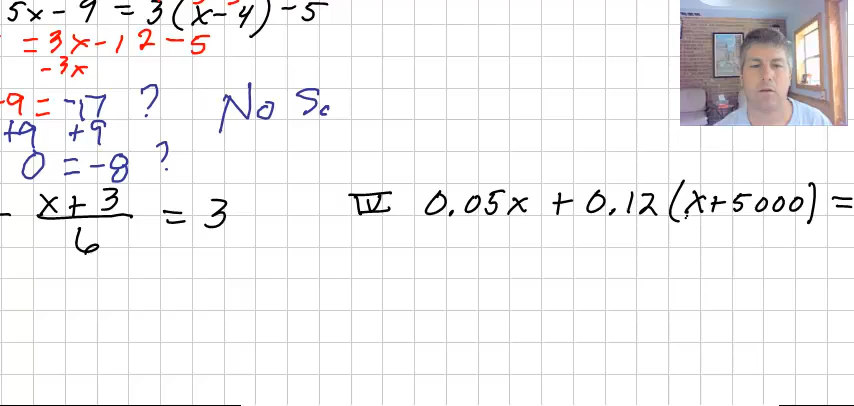 5x - 9 = 3(x - 4) - 5
= 3x - 12 - 5
- 3x
-9 = -17 ?
No So
+9 +9
0 = -8 ?
- x + 3 / 6 = 3
IV 0.05x + 0.12(x+5000) =